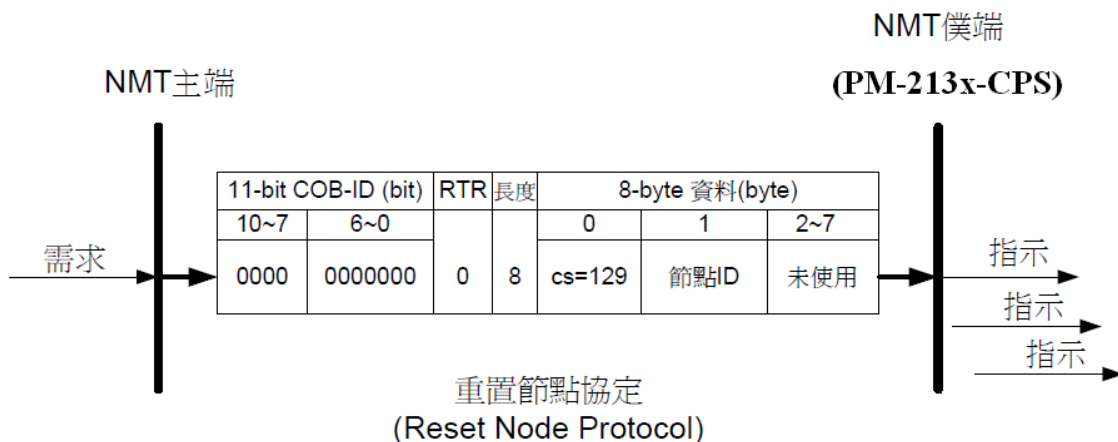 NMT僕端
NMT主端
(PM-213x-CPS)
11-bit COB-ID (bit) RTR 長度 8-byte 資料(byte)
10~7 6~0 0 1 2~7
需求 0000 0000000 0 8 cs=129 節點ID 未使用 指示
指示
指示
重置節點協定
(Reset Node Protocol)